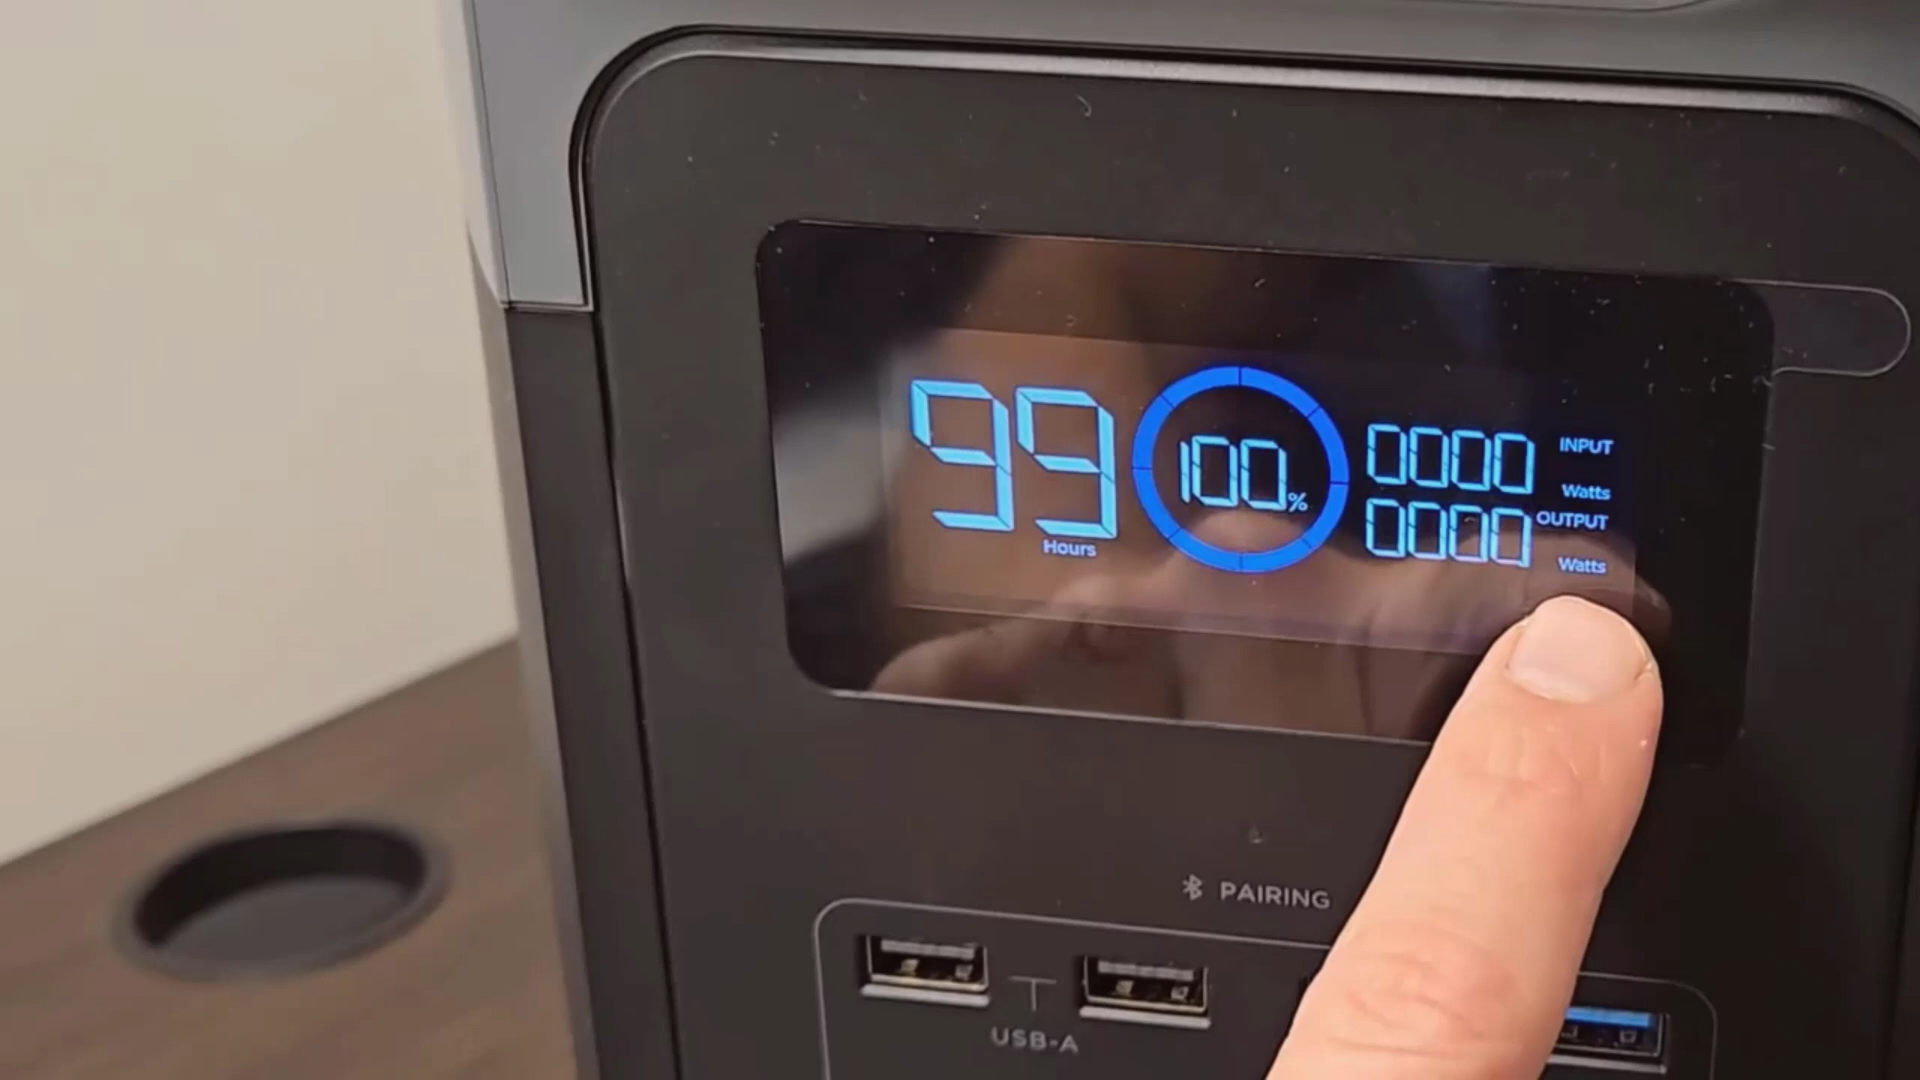 99 Hours
100%
0000 INPUT Watts
0000 OUTPUT Watts
PAIRING
USB-A